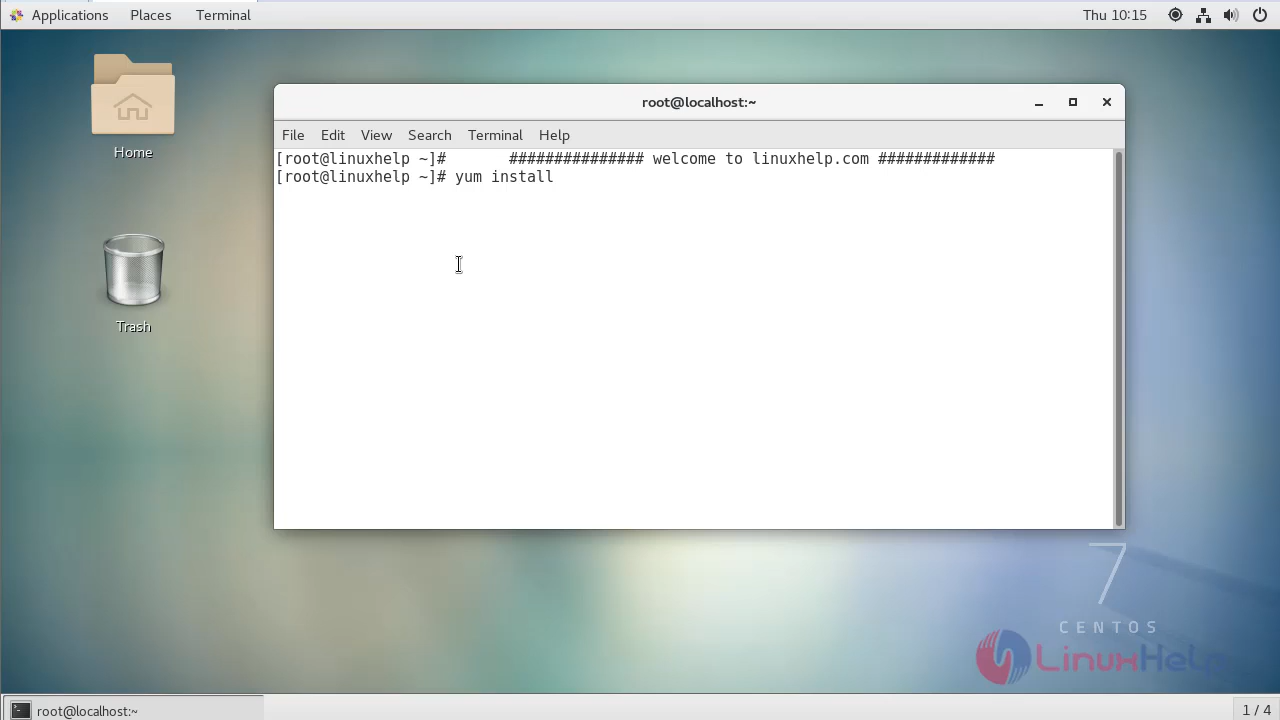 Applications Places Terminal Thu 10:15
Home
Trash
root@localhost:~
File Edit View Search Terminal Help
[root@linuxhelp ~]#       ############### welcome to linuxhelp.com #############
[root@linuxhelp ~]# yum install
7
CENTOS
LinuxHelp
root@localhost:~ 1 / 4